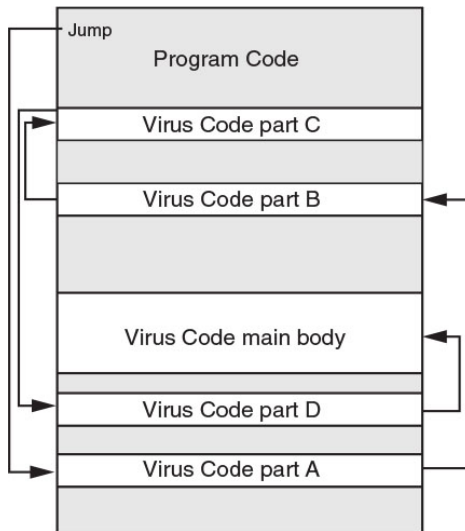 Jump
Program Code
Virus Code part C
Virus Code part B
Virus Code main body
Virus Code part D
Virus Code part A